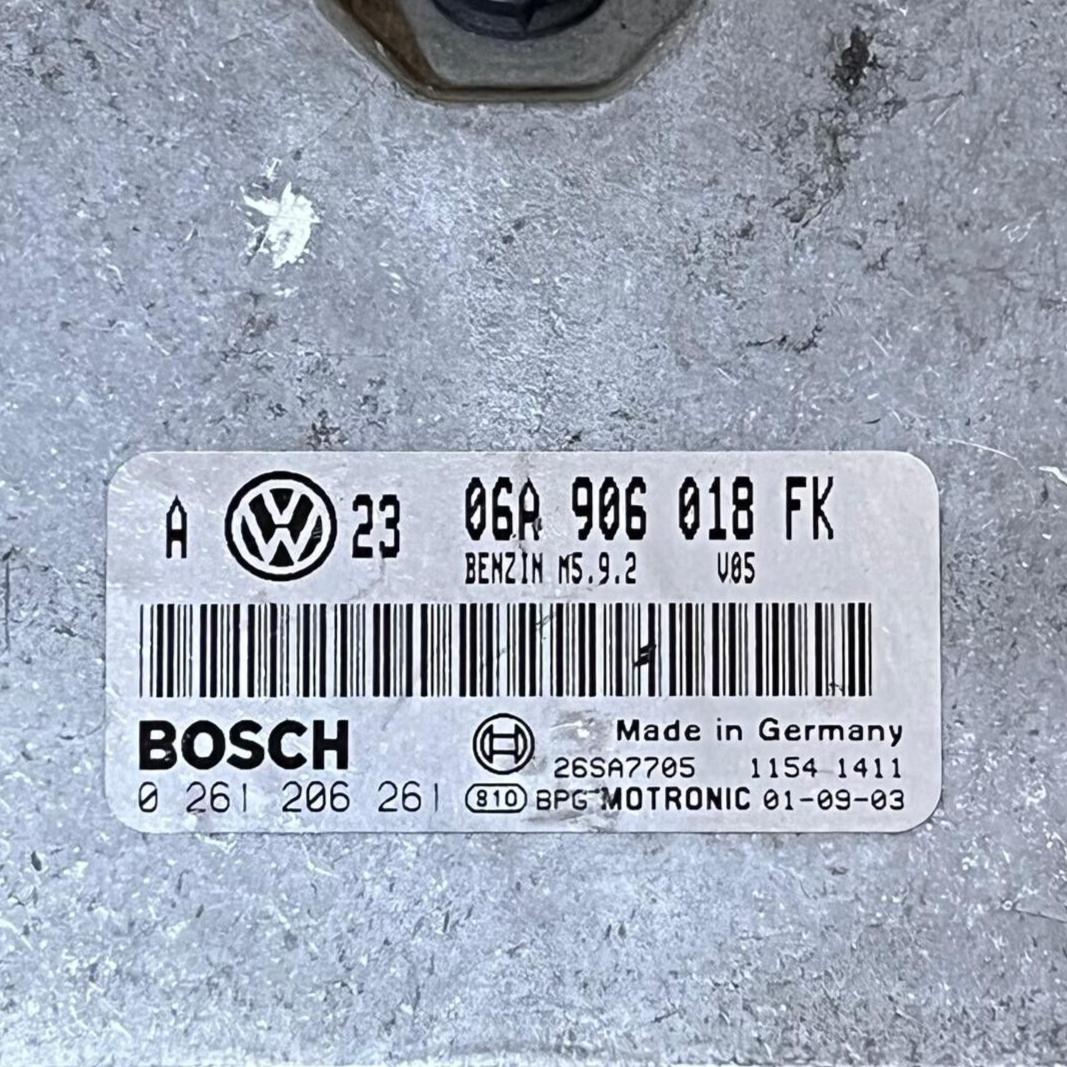 A VW 23 06A 906 018 FK
BENZIN M5.9.2 V05
BOSCH Made in Germany
26SA7705 1154 1411
0 261 206 261 810 BPG MOTRONIC 01-09-03